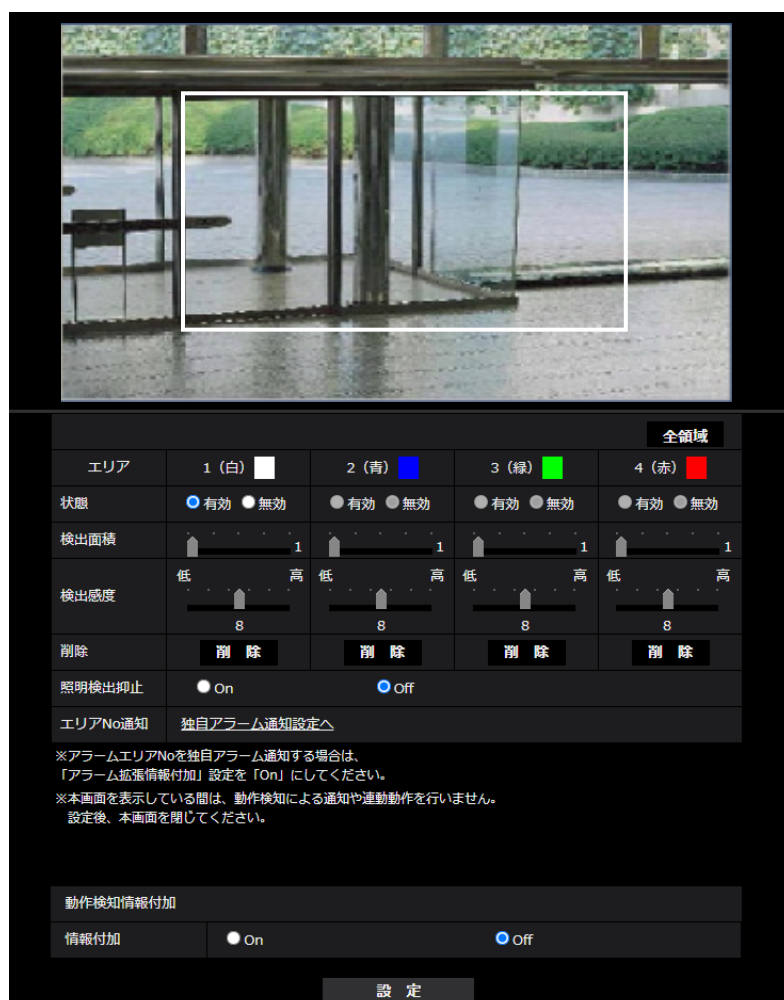 全領域
エリア 1（白） 2（青） 3（緑） 4（赤）
状態 有効 無効 有効 無効 有効 無効 有効 無効
検出面積 1 1 1 1
検出感度 低 高 低 高 低 高 低 高
8 8 8 8
削除 削 除 削 除 削 除 削 除
照明検出抑止 On Off
エリアNo通知 独自アラーム通知設定へ
※アラームエリアNoを独自アラーム通知する場合は、
「アラーム拡張情報付加」設定を「On」にしてください。
※本画面を表示している間は、動作検知による通知や連動動作を行いません。
設定後、本画面を閉じてください。
動作検知情報付加
情報付加 On Off
設 定